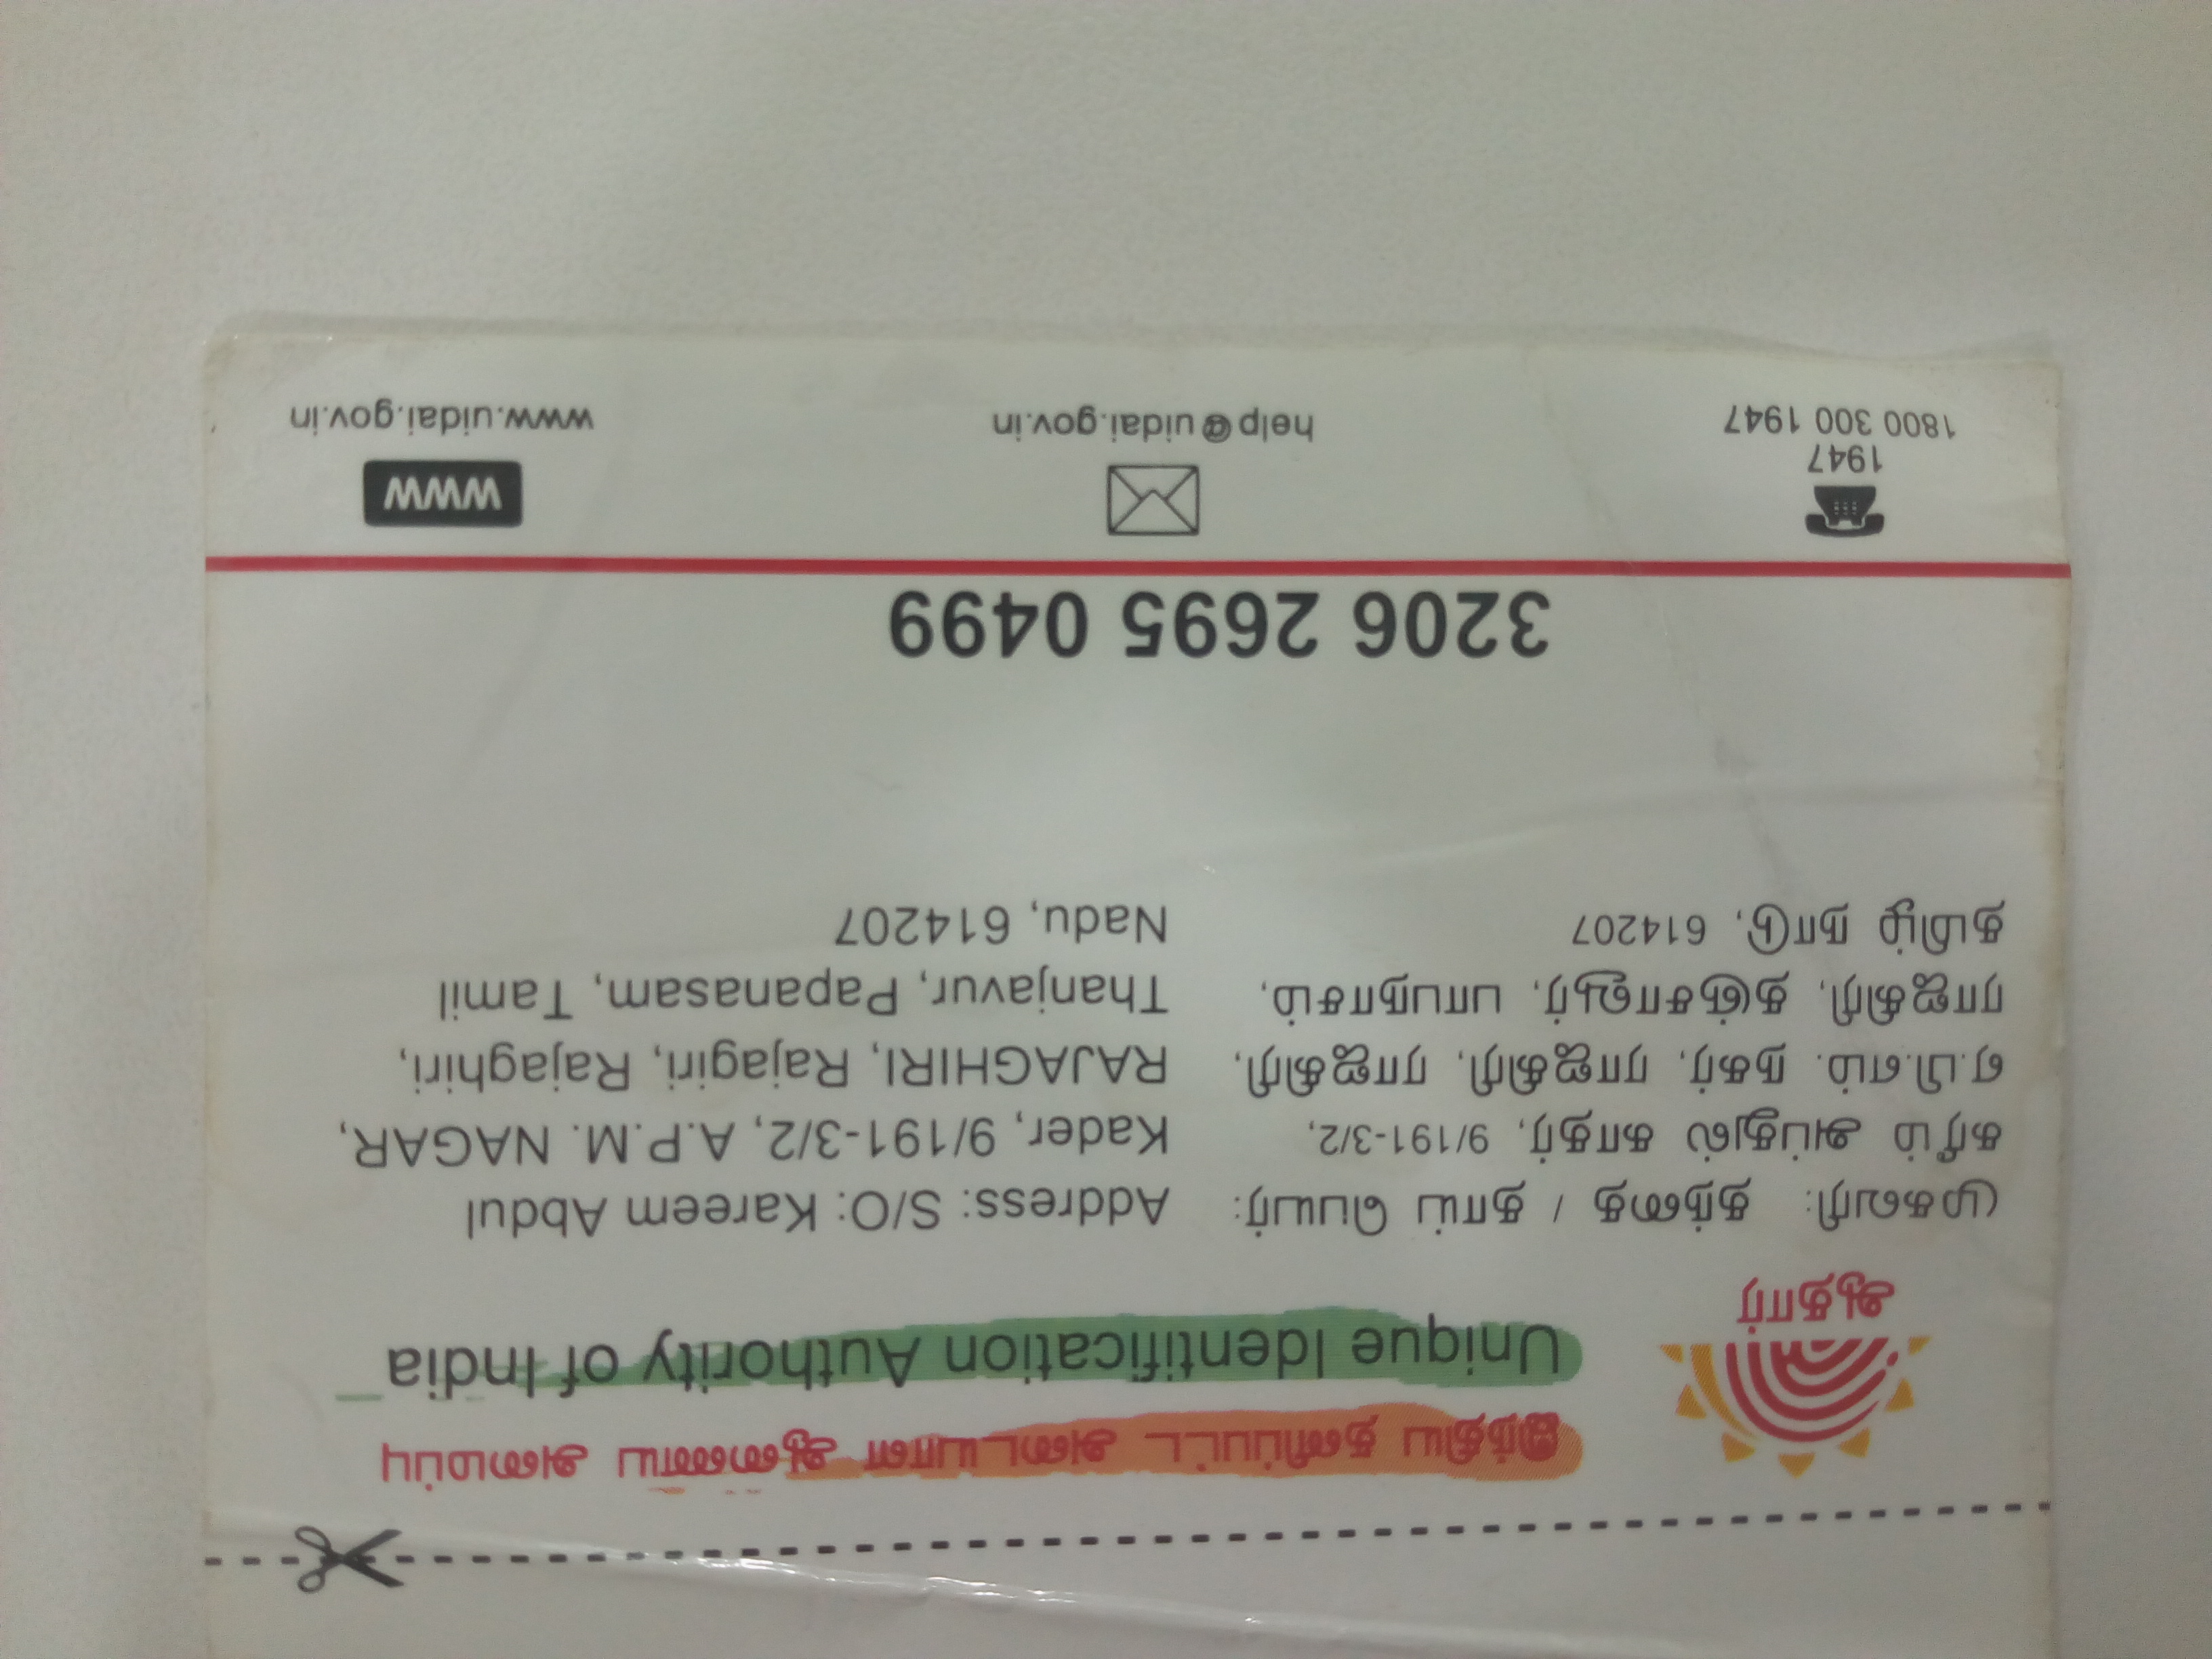 இந்திய தனிப்பட்ட அடையாள ஆணைய அமைப்பு
Unique Identification Authority of India
ஆதார்
முகவரி: தந்தை / தாய் பெயர்:
கரீம் அப்துல் காதர், 9/191-3/2,
ஏ.பி.எம். நகர், ராஜகிரி, ராஜகிரி,
ராஜகிரி, தஞ்சாவூர், பாபநாசம்,
தமிழ் நாடு, 614207
Address: S/O: Kareem Abdul
Kader, 9/191-3/2, A.P.M. NAGAR,
RAJAGHIRI, Rajagiri, Rajaghiri,
Thanjavur, Papanasam, Tamil
Nadu, 614207
3206 2695 0499
1947
1800 300 1947
help@uidai.gov.in
WWW
www.uidai.gov.in